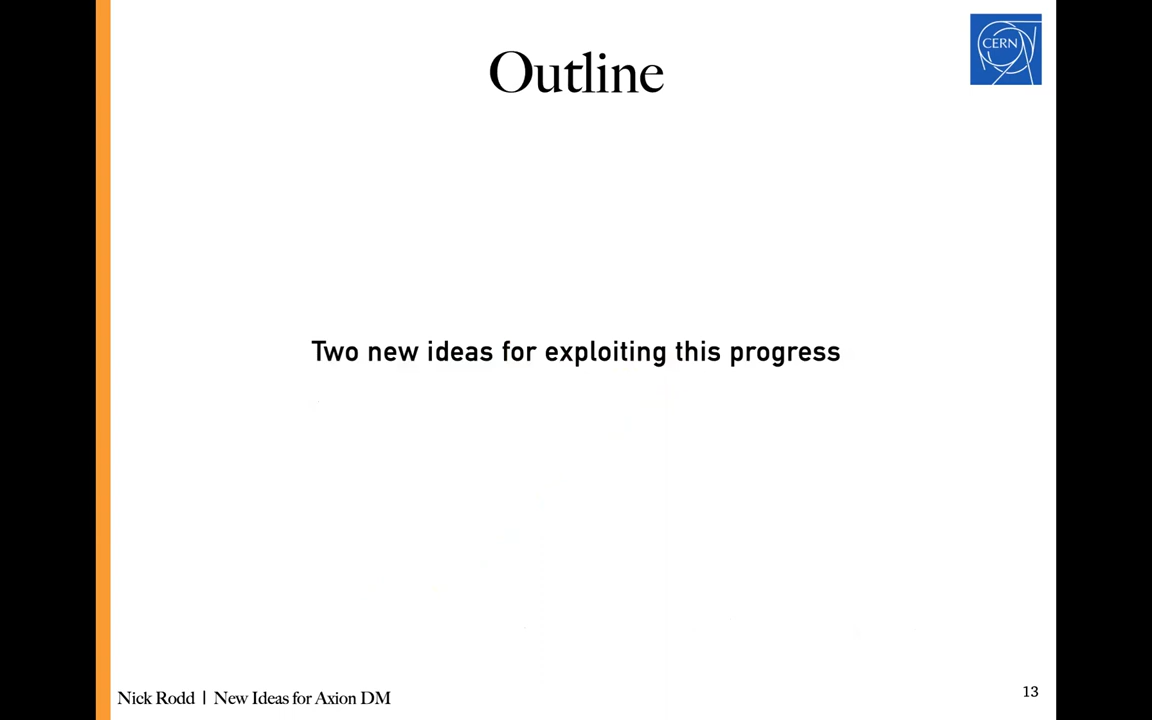 Outline
CERN
Two new ideas for exploiting this progress
Nick Rodd | New Ideas for Axion DM
13